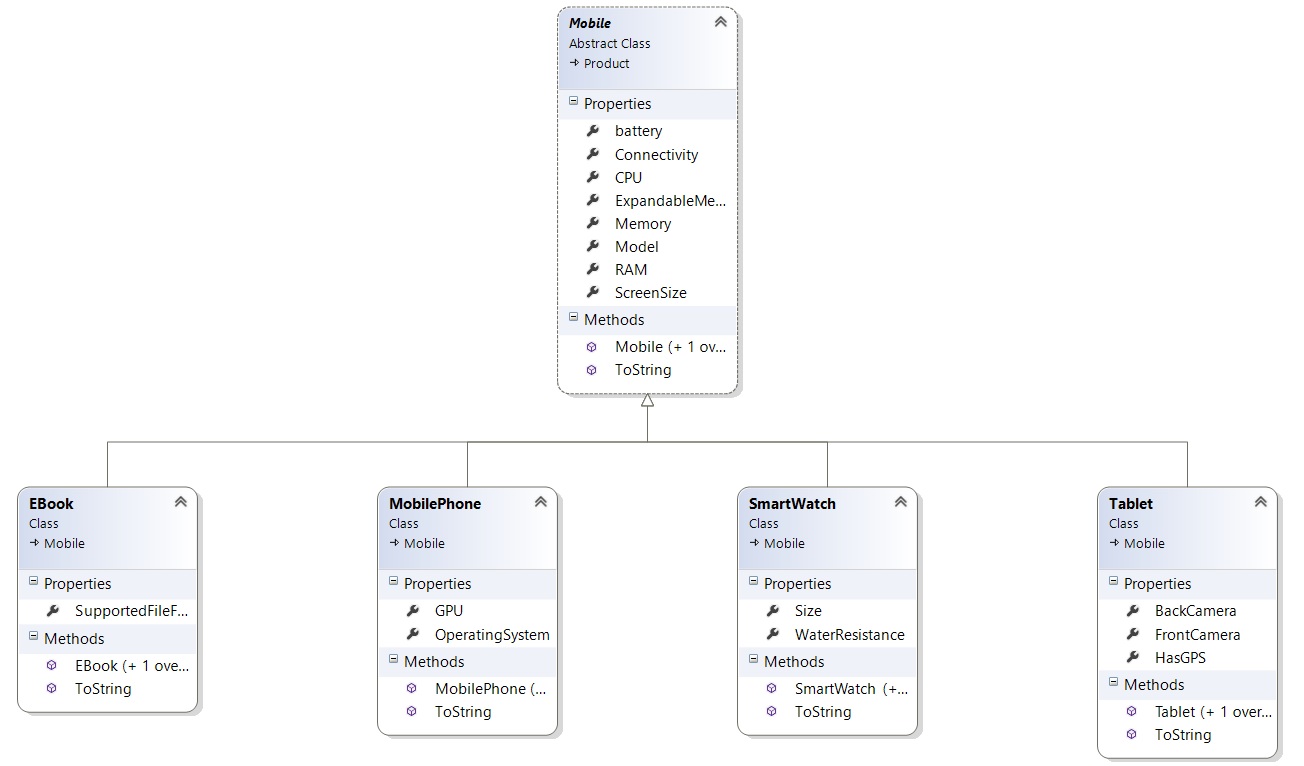 Mobile
Abstract Class
Product
Properties
battery
Connectivity
CPU
ExpandableMe...
Memory
Model
RAM
ScreenSize
Methods
Mobile (+ 1 ov...
ToString
EBook
Class
Mobile
Properties
SupportedFileF...
Methods
EBook (+ 1 ove...
ToString
MobilePhone
Class
Mobile
Properties
GPU
OperatingSystem
Methods
MobilePhone (...
ToString
SmartWatch
Class
Mobile
Properties
Size
WaterResistance
Methods
SmartWatch (+...
ToString
Tablet
Class
Mobile
Properties
BackCamera
FrontCamera
HasGPS
Methods
Tablet (+ 1 over...
ToString